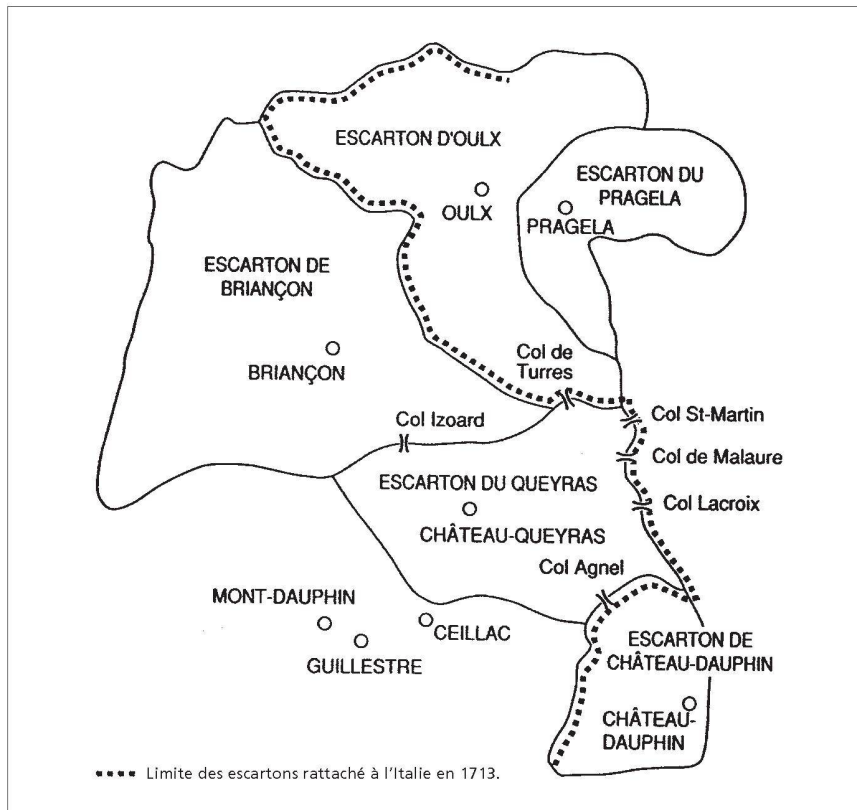 ESCARTON D'OULX
OULX
ESCARTON DU
PRAGELA
PRAGELA
ESCARTON DE
BRIANÇON
BRIANÇON
Col de
Turres
Col Izoard
Col St-Martin
Col de Malaure
Col Lacroix
ESCARTON DU QUEYRAS
CHÂTEAU-QUEYRAS
Col Agnel
MONT-DAUPHIN
GUILLESTRE
CEILLAC
ESCARTON DE
CHÂTEAU-DAUPHIN
CHÂTEAU-
DAUPHIN
Limite des escartons rattaché à l'Italie en 1713.